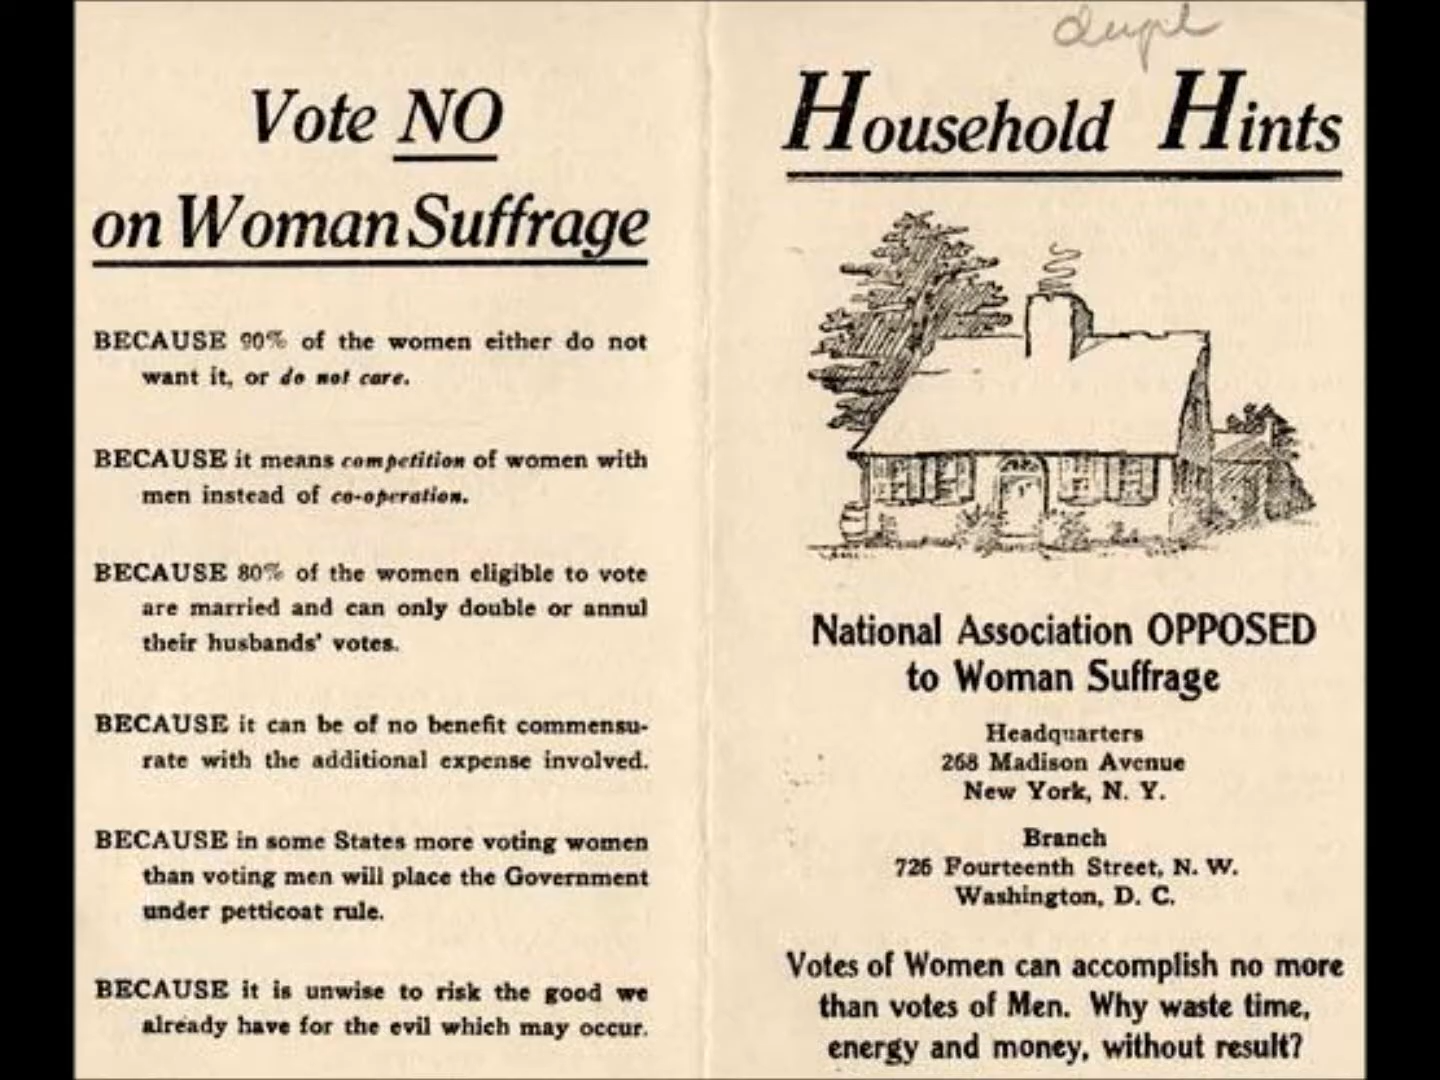 Vote NO
on Woman Suffrage
BECAUSE 90% of the women either do not
want it, or do not care.
BECAUSE it means competition of women with
men instead of co-operation.
BECAUSE 80% of the women eligible to vote
are married and can only double or annul
their husbands' votes.
BECAUSE it can be of no benefit commensu-
rate with the additional expense involved.
BECAUSE in some States more voting women
than voting men will place the Government
under petticoat rule.
BECAUSE it is unwise to risk the good we
already have for the evil which may occur.
Household Hints
National Association OPPOSED
to Woman Suffrage
Headquarters
268 Madison Avenue
New York, N. Y.
Branch
726 Fourteenth Street, N. W.
Washington, D. C.
Votes of Women can accomplish no more
than votes of Men. Why waste time,
energy and money, without result?